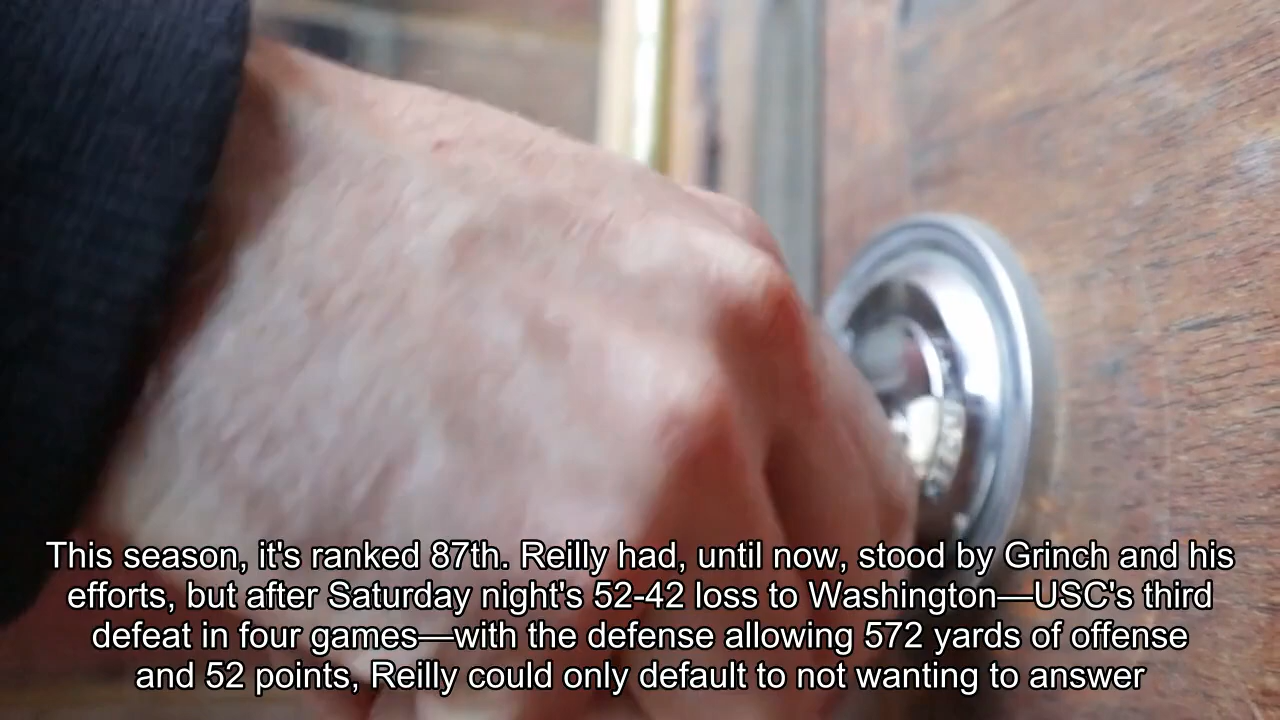 This season, it's ranked 87th. Reilly had, until now, stood by Grinch and his
efforts, but after Saturday night's 52-42 loss to Washington—USC's third
defeat in four games—with the defense allowing 572 yards of offense
and 52 points, Reilly could only default to not wanting to answer